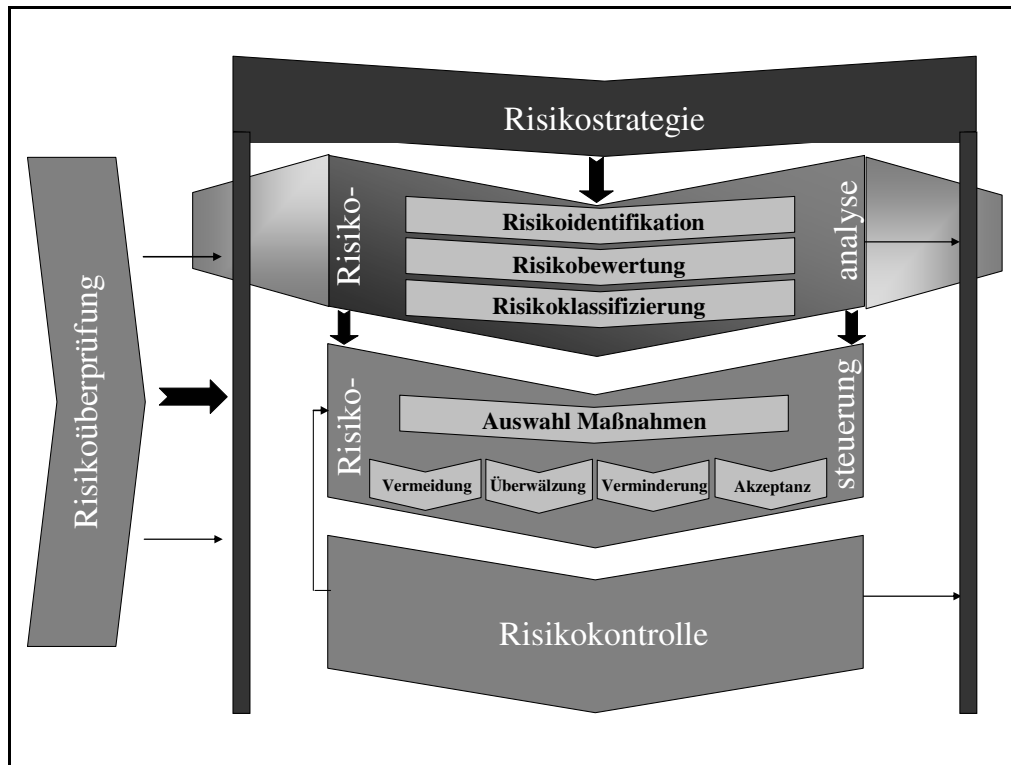 Risikostrategie
Risikoüberprüfung
Risiko-
analyse
Risikoidentifikation
Risikobewertung
Risikoklassifizierung
Risiko-
steuerung
Auswahl Maßnahmen
Vermeidung
Überwälzung
Verminderung
Akzeptanz
Risikokontrolle